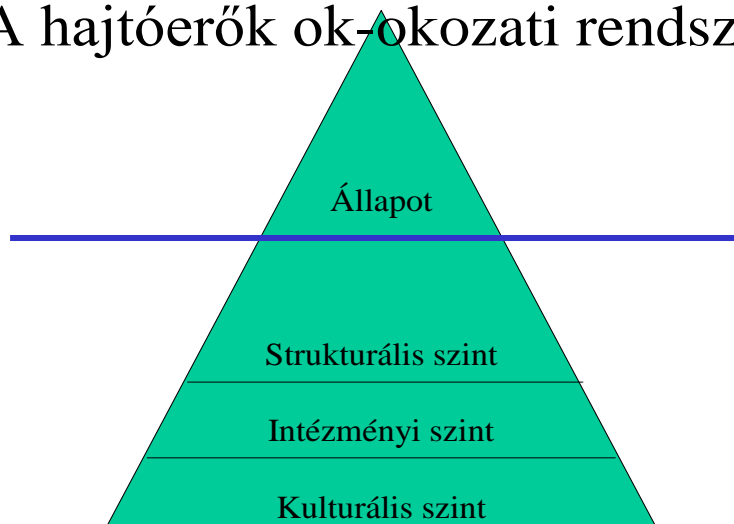 A hajtóerők ok-okozati rendsz
Állapot
Strukturális szint
Intézményi szint
Kulturális szint